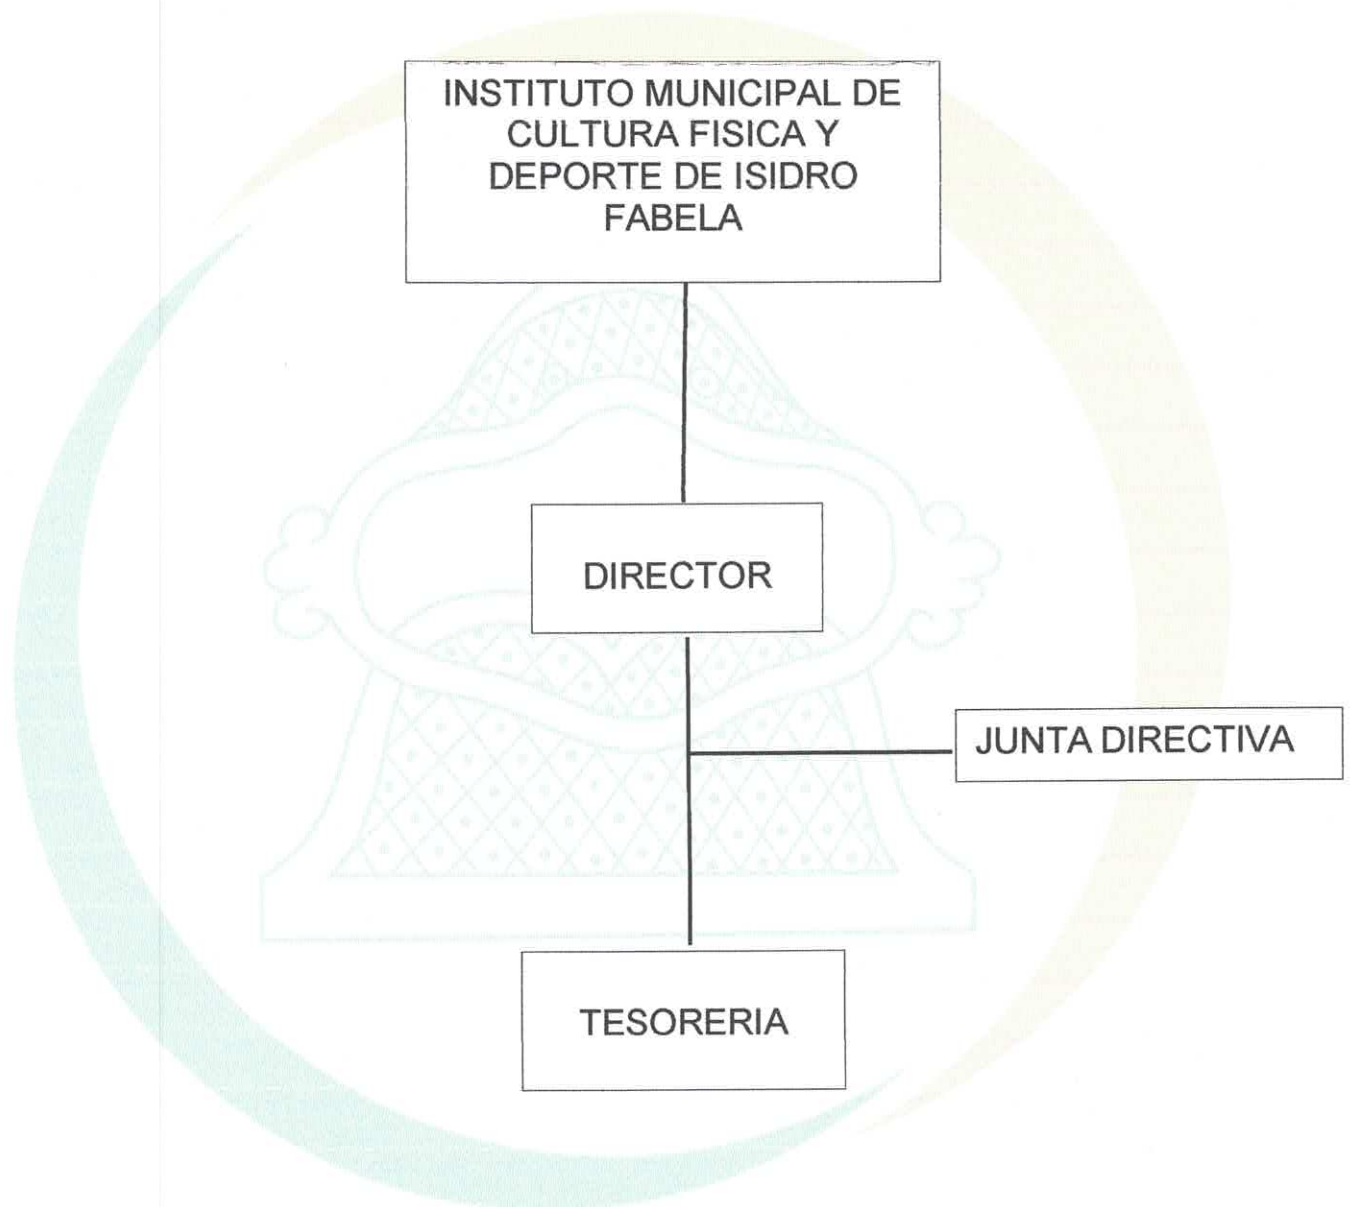 INSTITUTO MUNICIPAL DE
CULTURA FISICA Y
DEPORTE DE ISIDRO
FABELA
DIRECTOR
JUNTA DIRECTIVA
TESORERIA